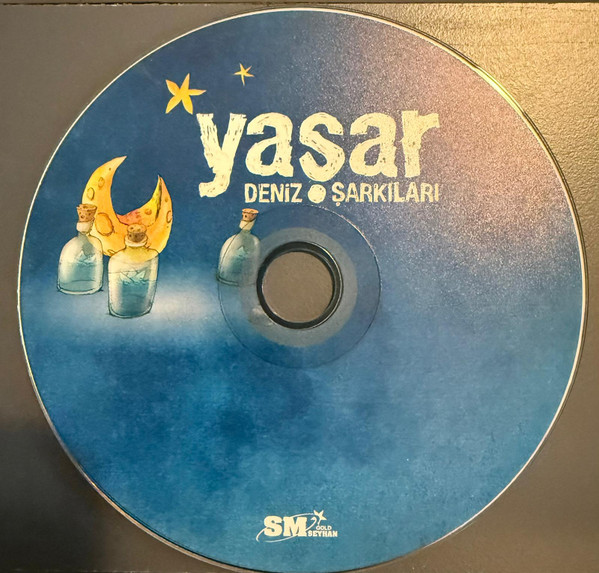 yaşar
DENİZ ŞARKILARI
SM
GOLD
SEYHAN